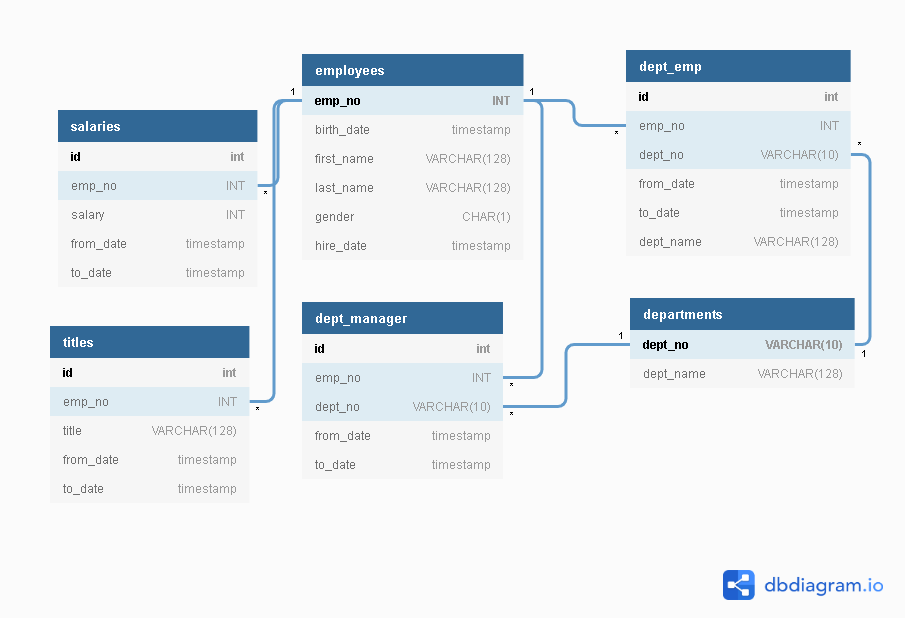 employees
emp_no INT
birth_date timestamp
first_name VARCHAR(128)
last_name VARCHAR(128)
gender CHAR(1)
hire_date timestamp
1
1
dept_emp
id int
emp_no INT
dept_no VARCHAR(10)
from_date timestamp
to_date timestamp
dept_name VARCHAR(128)
*
*
salaries
id int
emp_no INT
salary INT
from_date timestamp
to_date timestamp
*
dept_manager
id int
emp_no INT
dept_no VARCHAR(10)
from_date timestamp
to_date timestamp
*
*
departments
dept_no VARCHAR(10)
dept_name VARCHAR(128)
1
1
titles
id int
emp_no INT
title VARCHAR(128)
from_date timestamp
to_date timestamp
*
dbdiagram.io